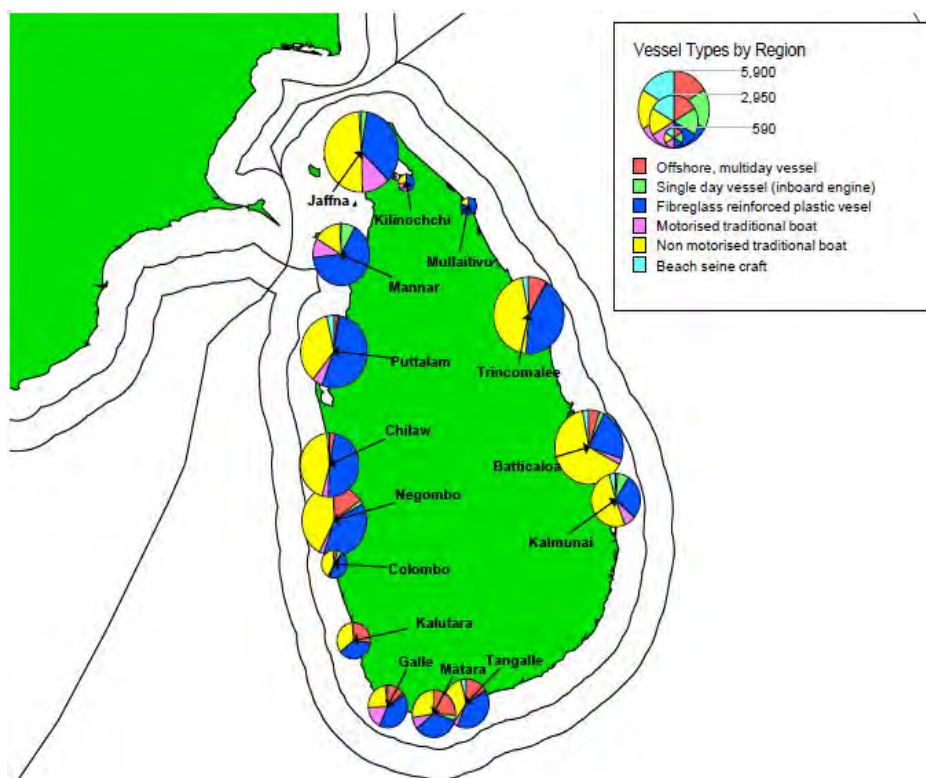 Vessel Types by Region
5,900
2,950
590
Offshore, multiday vessel
Single day vessel (inboard engine)
Fibreglass reinforced plastic vesel
Motorised traditional boat
Non motorised traditional boat
Beach seine craft
Jaffna
Kilinochchi
Mullaitivu
Mannar
Puttalam
Trincomalee
Chilaw
Batticaloa
Negombo
Kalmunai
Colombo
Kalutara
Galle
Matara
Tangalle